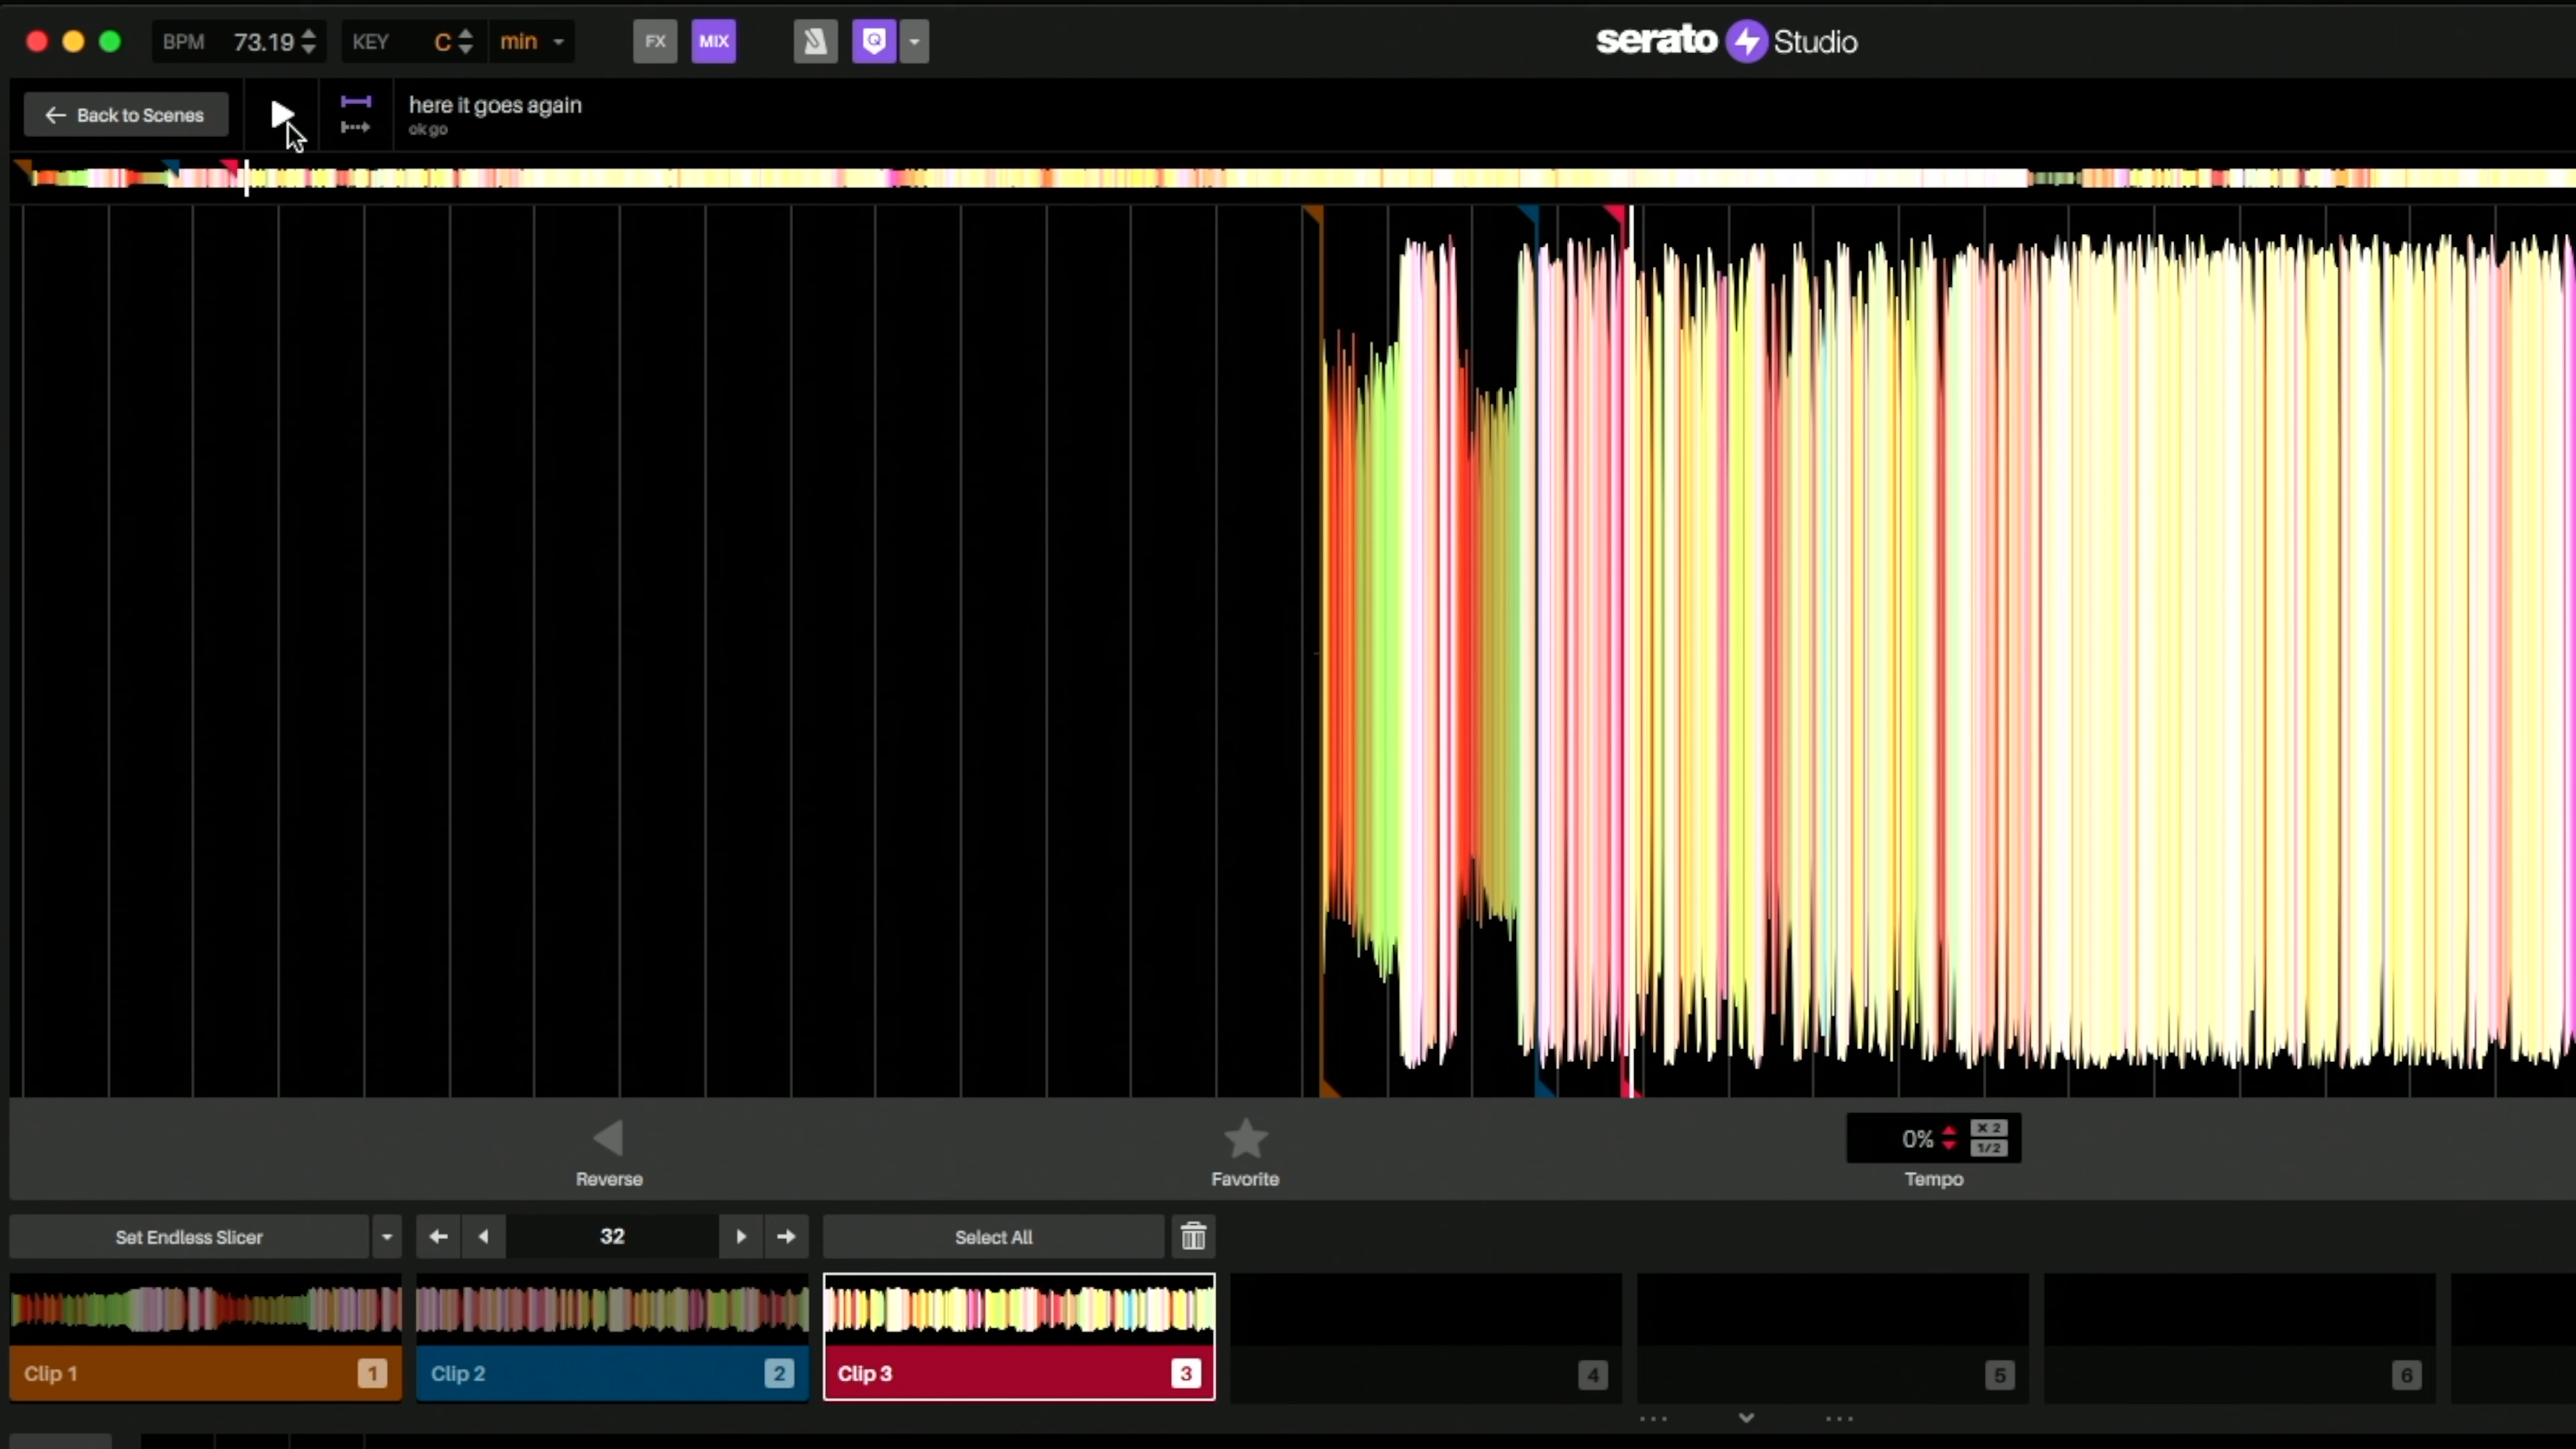 BPM 73.19 KEY C min FX MIX Q serato Studio
Back to Scenes
here it goes again
ok go
0% X 2
1/2
Reverse Favorite Tempo
Set Endless Slicer 32 Select All
Clip 1 1 Clip 2 2 Clip 3 3 4 5 6